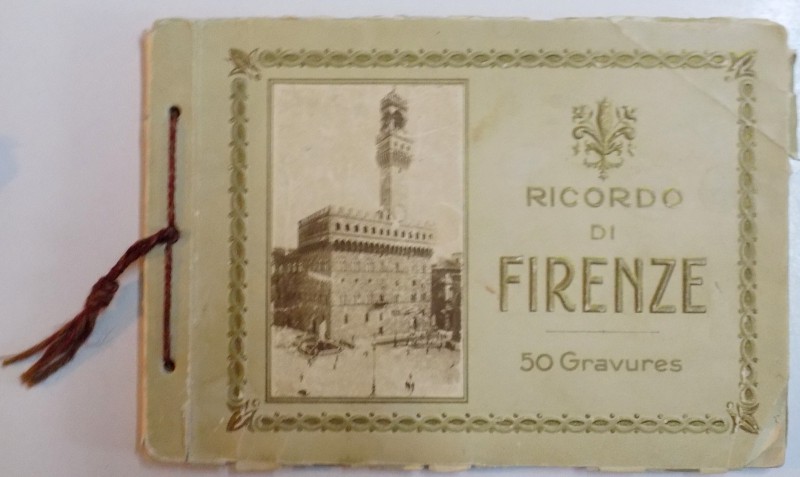 RICORDO
DI
FIRENZE
50 Gravures